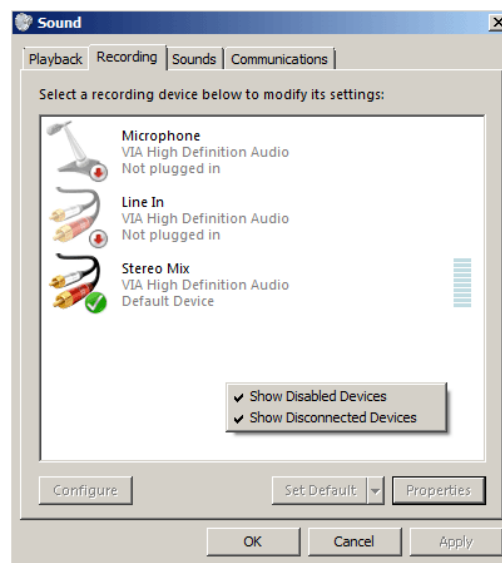 Sound
Playback Recording Sounds Communications
Select a recording device below to modify its settings:
Microphone
VIA High Definition Audio
Not plugged in
Line In
VIA High Definition Audio
Not plugged in
Stereo Mix
VIA High Definition Audio
Default Device
Show Disabled Devices
Show Disconnected Devices
Configure Set Default Properties
OK Cancel Apply